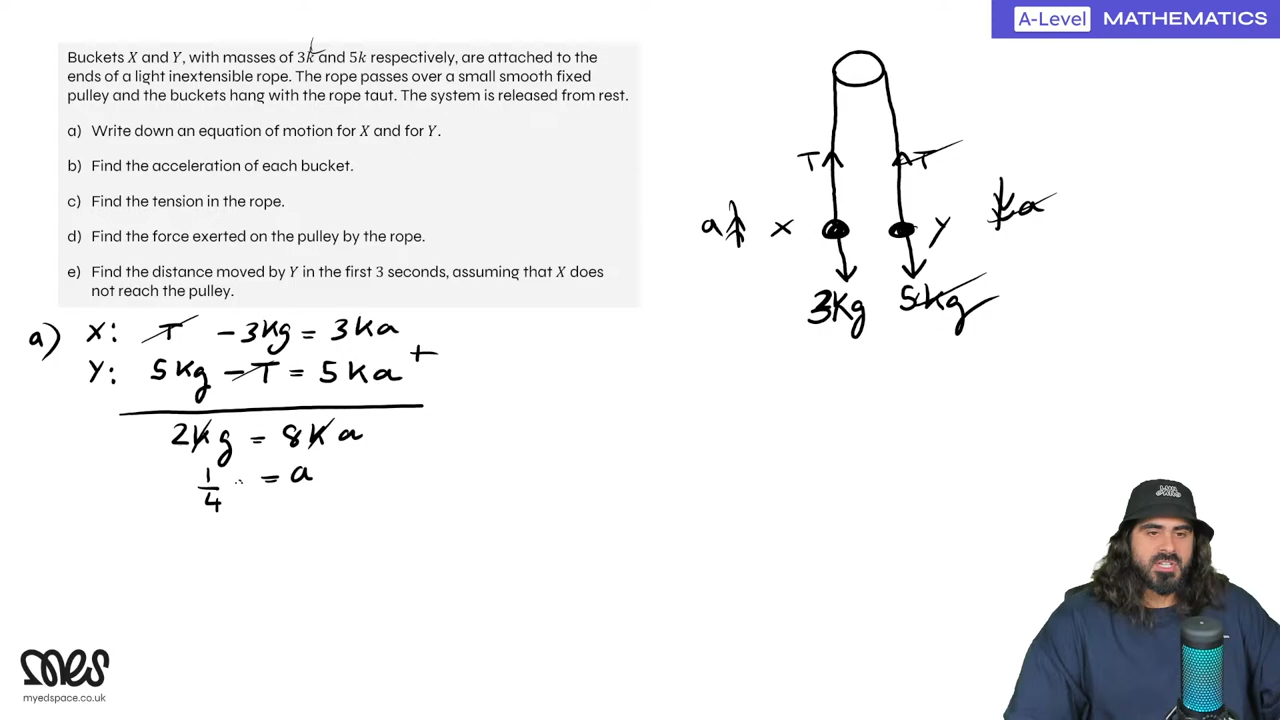 A-Level MATHEMATICS
Buckets X and Y, with masses of 3k and 5k respectively, are attached to the
ends of a light inextensible rope. The rope passes over a small smooth fixed
pulley and the buckets hang with the rope taut. The system is released from rest.
a) Write down an equation of motion for X and for Y.
b) Find the acceleration of each bucket.
c) Find the tension in the rope.
d) Find the force exerted on the pulley by the rope.
e) Find the distance moved by Y in the first 3 seconds, assuming that X does
not reach the pulley.
T T
a X Y a
3kg 5kg
a) X: T - 3kg = 3ka
Y: 5kg - T = 5ka +
2kg = 8ka
1/4 = a
mes
myedspace.co.uk